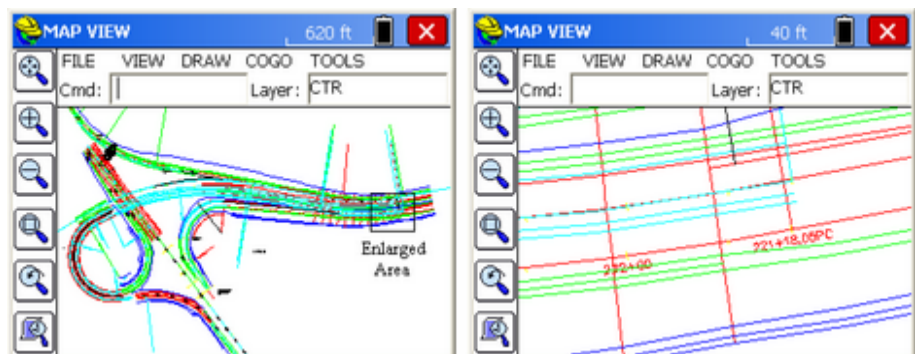 MAP VIEW
620 ft
FILE VIEW DRAW COGO TOOLS
Cmd: Layer: CTR
Enlarged
Area
MAP VIEW
40 ft
FILE VIEW DRAW COGO TOOLS
Cmd: Layer: CTR
222+00
221+18.05PC